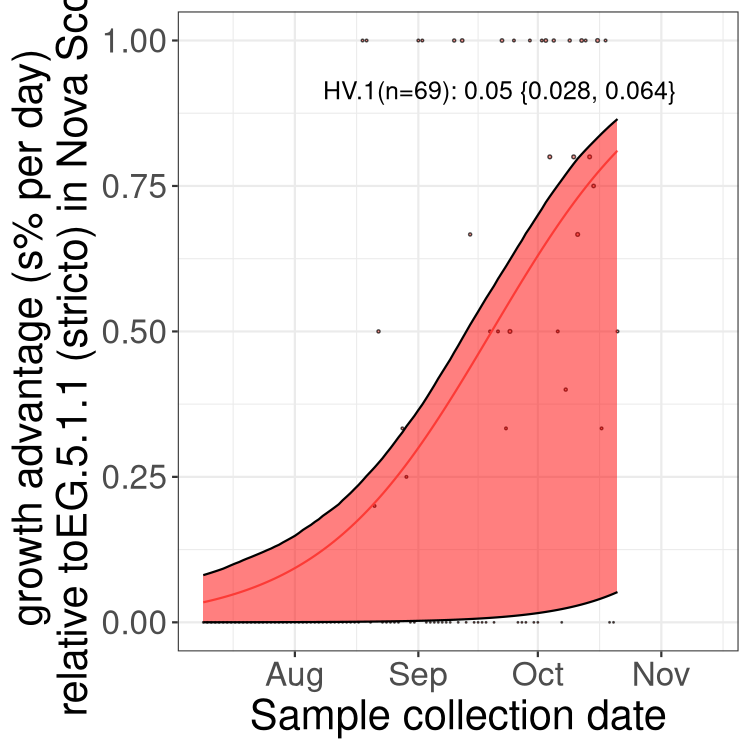 growth advantage (s% per day)
relative toEG.5.1.1 (stricto) in Nova Sco
1.00
0.75
0.50
0.25
0.00
HV.1(n=69): 0.05 {0.028, 0.064}
Aug Sep Oct Nov
Sample collection date